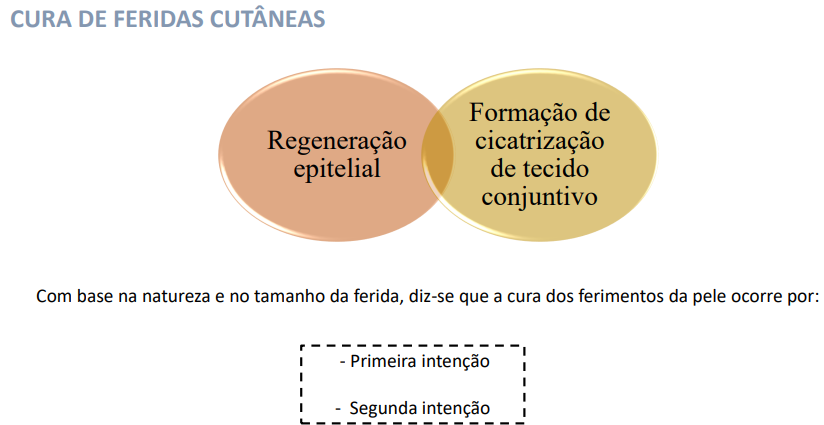 CURA DE FERIDAS CUTÂNEAS
Regeneração
epitelial
Formação de
cicatrização
de tecido
conjuntivo
Com base na natureza e no tamanho da ferida, diz-se que a cura dos ferimentos da pele ocorre por:
- Primeira intenção
- Segunda intenção